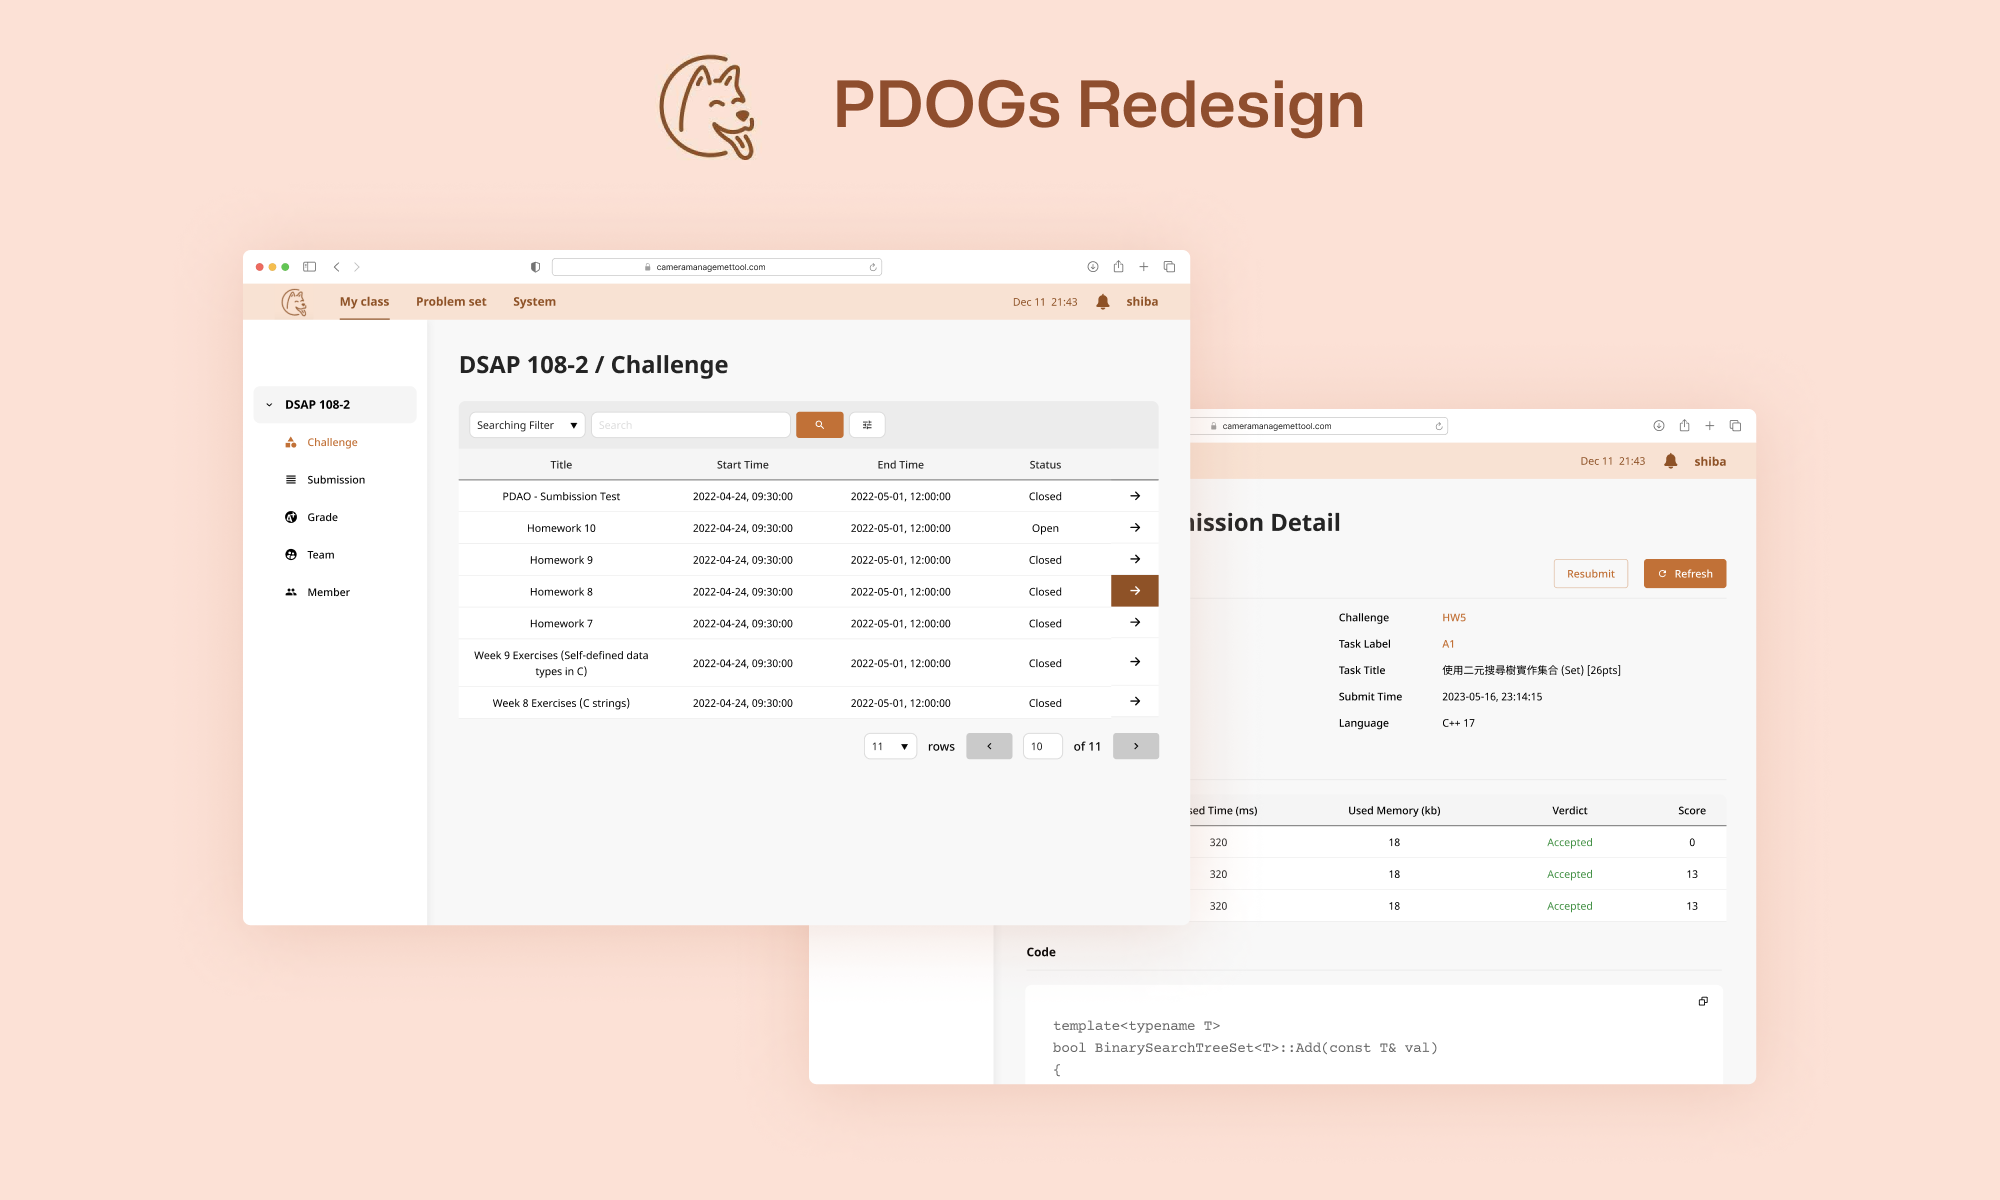 PDOGs Redesign
cameramanagemettool.com
My class Problem set System Dec 11 21:43 shiba
DSAP 108-2
Challenge
Submission
Grade
Team
Member
DSAP 108-2 / Challenge
Searching Filter Search
Title Start Time End Time Status
PDAO - Sumbission Test 2022-04-24, 09:30:00 2022-05-01, 12:00:00 Closed
Homework 10 2022-04-24, 09:30:00 2022-05-01, 12:00:00 Open
Homework 9 2022-04-24, 09:30:00 2022-05-01, 12:00:00 Closed
Homework 8 2022-04-24, 09:30:00 2022-05-01, 12:00:00 Closed
Homework 7 2022-04-24, 09:30:00 2022-05-01, 12:00:00 Closed
Week 9 Exercises (Self-defined data
types in C) 2022-04-24, 09:30:00 2022-05-01, 12:00:00 Closed
Week 8 Exercises (C strings) 2022-04-24, 09:30:00 2022-05-01, 12:00:00 Closed
11 rows 10 of 11
cameramanagemettool.com
Dec 11 21:43 shiba
ission Detail
Resubmit Refresh
Challenge HW5
Task Label A1
Task Title 使用二元搜尋樹實作集合 (Set) [26pts]
Submit Time 2023-05-16, 23:14:15
Language C++ 17
sed Time (ms) Used Memory (kb) Verdict Score
320 18 Accepted 0
320 18 Accepted 13
320 18 Accepted 13
Code
template<typename T>
bool BinarySearchTreeSet<T>::Add(const T& val)
{